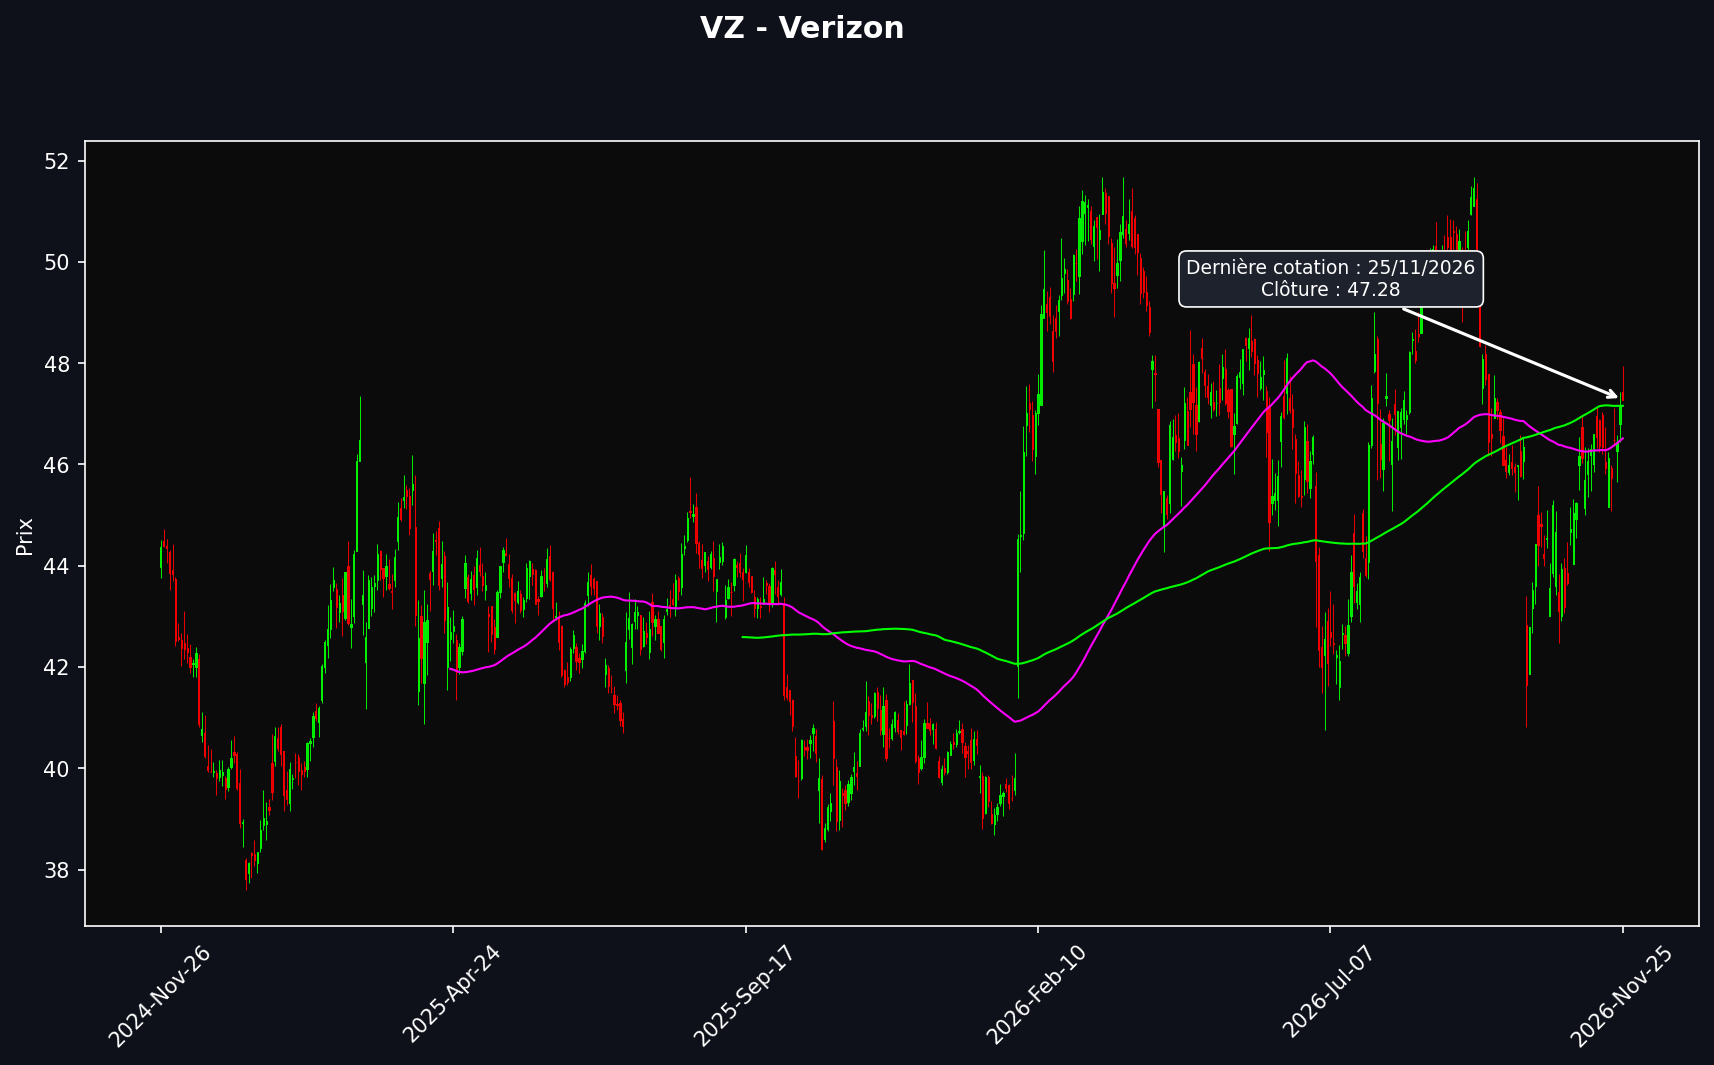 VZ - Verizon
Dernière cotation : 25/11/2026
Clôture : 47.28
Prix
52
50
48
46
44
42
40
38
2024-Nov-26
2025-Apr-24
2025-Sep-17
2026-Feb-10
2026-Jul-07
2026-Nov-25